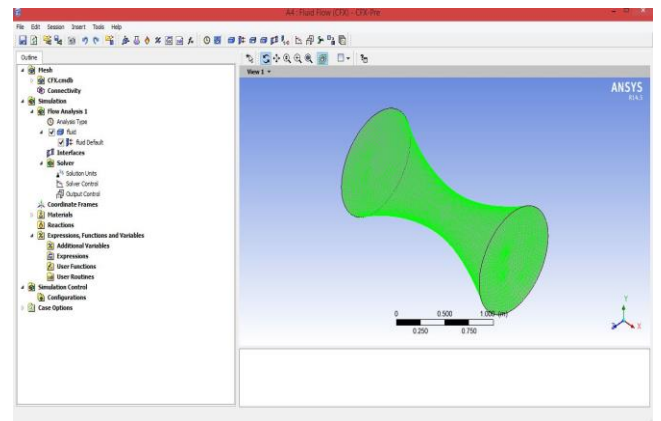 A4 : Fluid Flow (CFX) - CFX-Pre
File Edit Session Insert Tools Help
Outline
Mesh
CFX.cmdb
Connectivity
Simulation
Flow Analysis 1
Analysis Type
fluid
fluid Default
Interfaces
Solver
Solution Units
Solver Control
Output Control
Coordinate Frames
Materials
Reactions
Expressions, Functions and Variables
Additional Variables
Expressions
User Functions
User Routines
Simulation Control
Configurations
Case Options
View 1
ANSYS
R14.5
0 0.500 1.000 (m)
0.250 0.750
Y
Z X